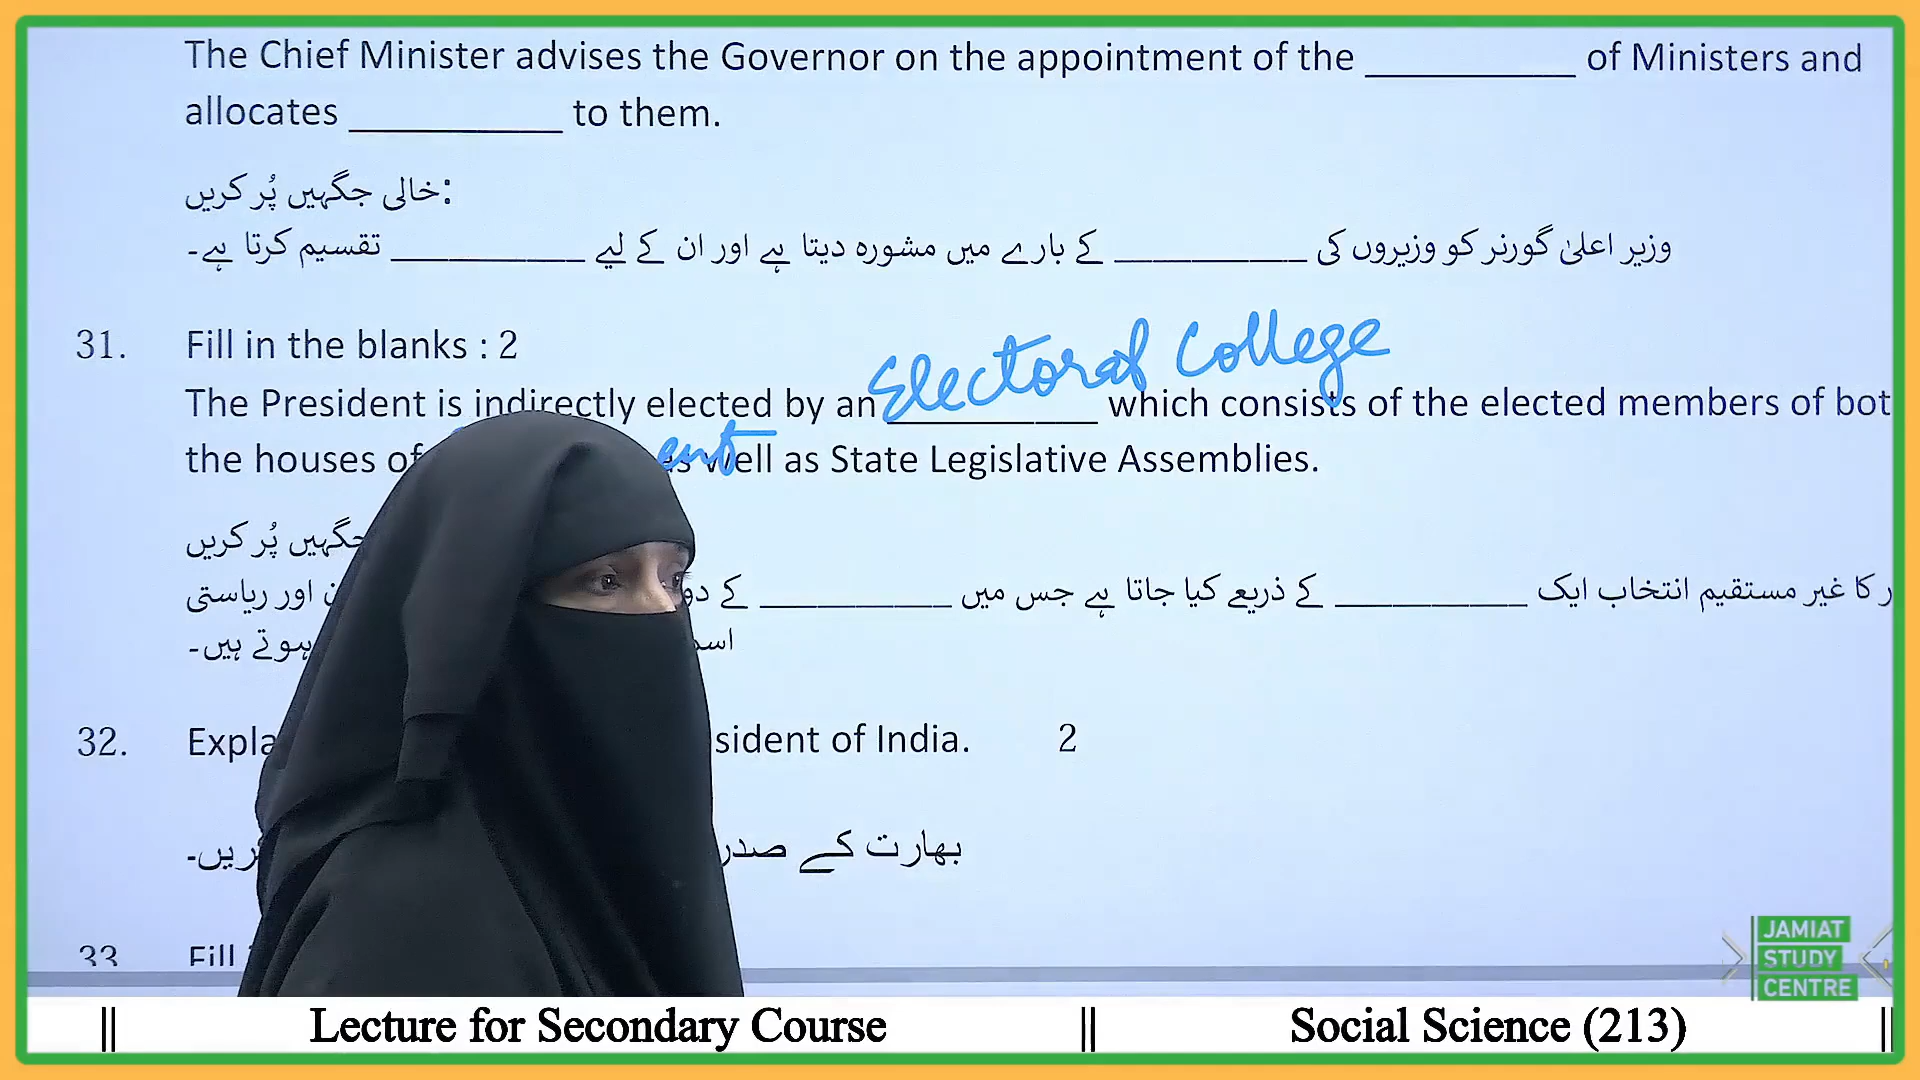 The Chief Minister advises the Governor on the appointment of the __________ of Ministers and
allocates __________ to them.
خالی جگہیں پُر کریں:
وزیر اعلیٰ گورنر کو وزیروں کی __________ کے بارے میں مشورہ دیتا ہے اور ان کے لیے __________ تقسیم کرتا ہے۔
31. Fill in the blanks : 2
Electoral College
The President is indirectly elected by an __________ which consists of the elected members of bot
the houses of as well as State Legislative Assemblies.
جگہیں پُر کریں
کا غیر مستقیم انتخاب ایک __________ کے ذریعے کیا جاتا ہے جس میں __________ کے اور ریاستی
ہوتے ہیں۔
32. of India. 2
بھارت کے صدر
33 Fill
JAMIAT
STUDY
CENTRE
|| Lecture for Secondary Course || Social Science (213) ||